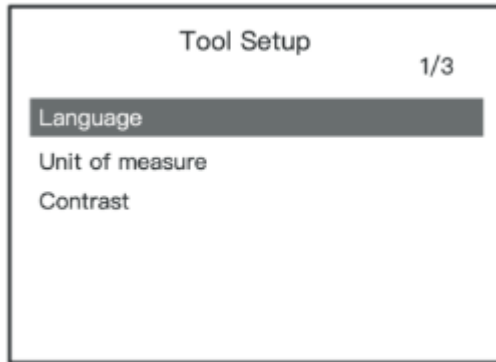 Tool Setup
1/3
Language
Unit of measure
Contrast